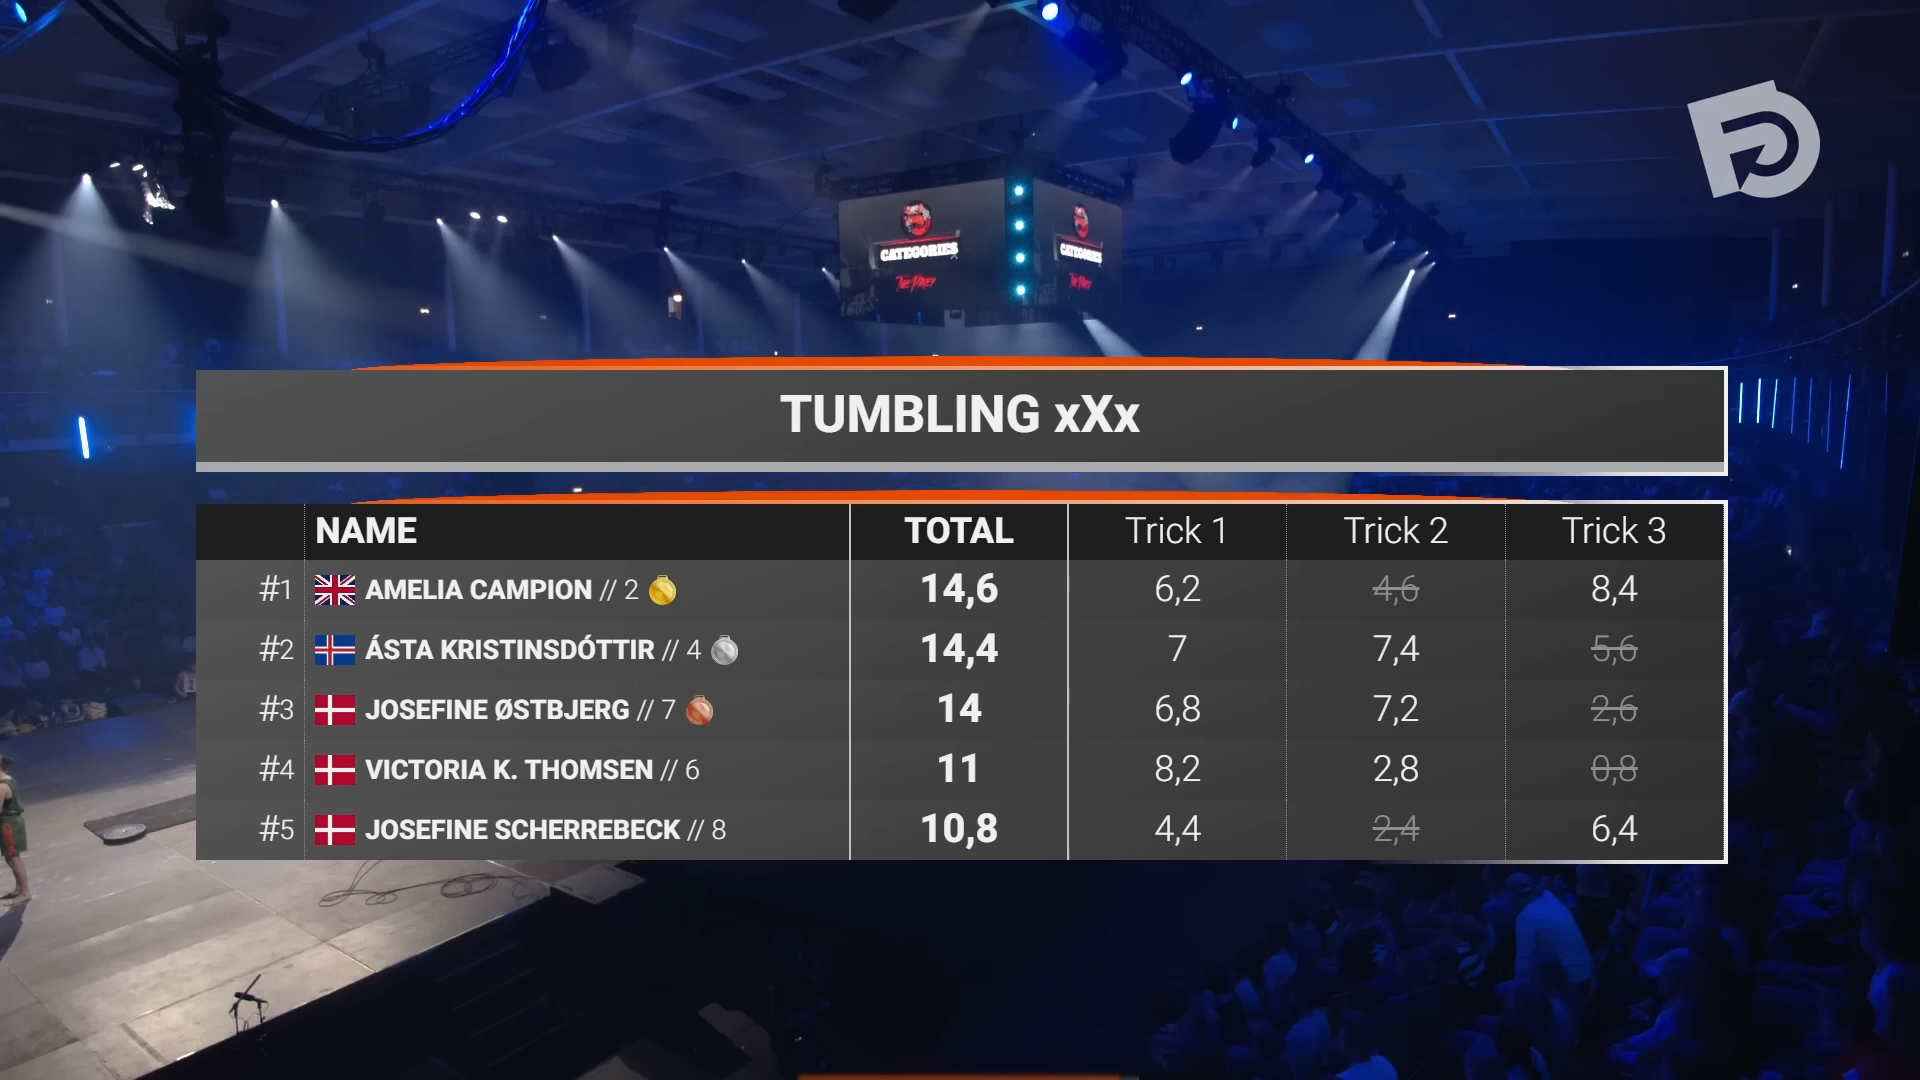 CATEGORIES CATEGORIES
TUMBLING xXx
NAME TOTAL Trick 1 Trick 2 Trick 3
#1 AMELIA CAMPION // 2 14,6 6,2 4,6 8,4
#2 ÁSTA KRISTINSDÓTTIR // 4 14,4 7 7,4 5,6
#3 JOSEFINE ØSTBJERG // 7 14 6,8 7,2 2,6
#4 VICTORIA K. THOMSEN // 6 11 8,2 2,8 0,8
#5 JOSEFINE SCHERREBECK // 8 10,8 4,4 2,4 6,4